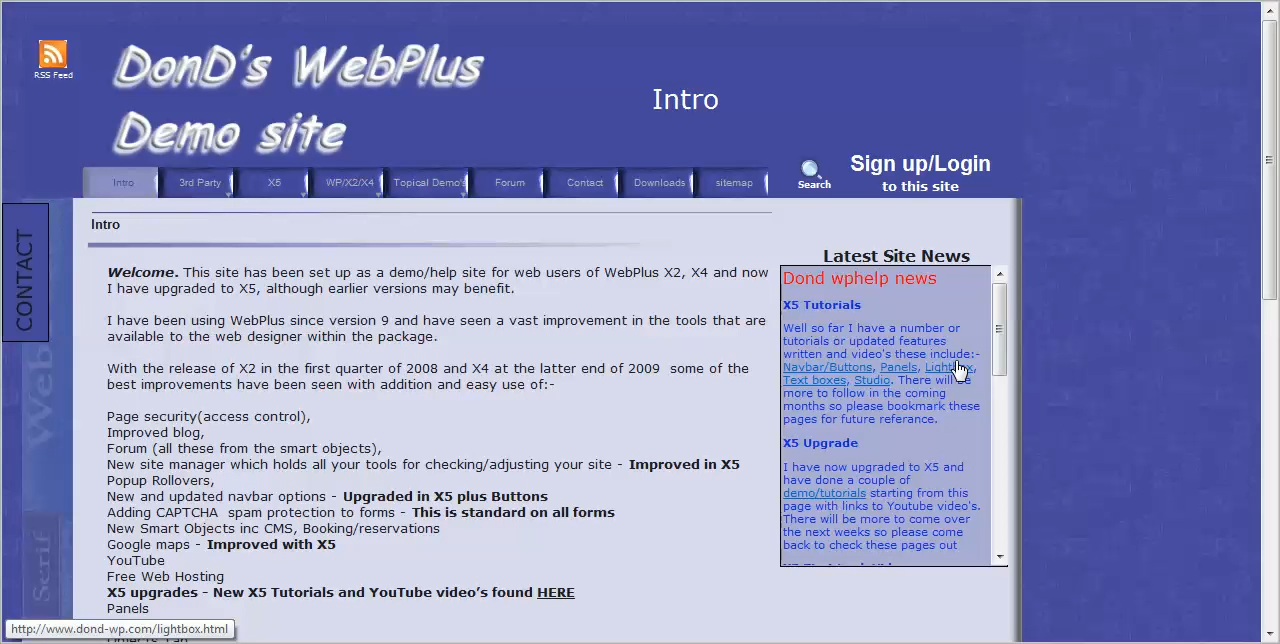 RSS Feed
DonD's WebPlus
Demo site
Intro
Intro
3rd Party
X5
WP/X2/X4
Topical Demo's
Forum
Contact
Downloads
sitemap
Search
Sign up/Login
to this site
CONTACT
Web
Serif
Intro
Welcome. This site has been set up as a demo/help site for web users of WebPlus X2, X4 and now
I have upgraded to X5, although earlier versions may benefit.
I have been using WebPlus since version 9 and have seen a vast improvement in the tools that are
available to the web designer within the package.
With the release of X2 in the first quarter of 2008 and X4 at the latter end of 2009 some of the
best improvements have been seen with addition and easy use of:-
Page security(access control),
Improved blog,
Forum (all these from the smart objects),
New site manager which holds all your tools for checking/adjusting your site - Improved in X5
Popup Rollovers,
New and updated navbar options - Upgraded in X5 plus Buttons
Adding CAPTCHA spam protection to forms - This is standard on all forms
New Smart Objects inc CMS, Booking/reservations
Google maps - Improved with X5
YouTube
Free Web Hosting
X5 upgrades - New X5 Tutorials and YouTube video's found HERE
Panels
Latest Site News
Dond wphelp news
X5 Tutorials
Well so far I have a number or
tutorials or updated features
written and video's these include:-
Navbar/Buttons, Panels, Lightbox,
Text boxes, Studio. There will be
more to follow in the coming
months so please bookmark these
pages for future referance.
X5 Upgrade
I have now upgraded to X5 and
have done a couple of
demo/tutorials starting from this
page with links to Youtube video's.
There will be more to come over
the next weeks so please come
back to check these pages out
http://www.dond-wp.com/lightbox.html